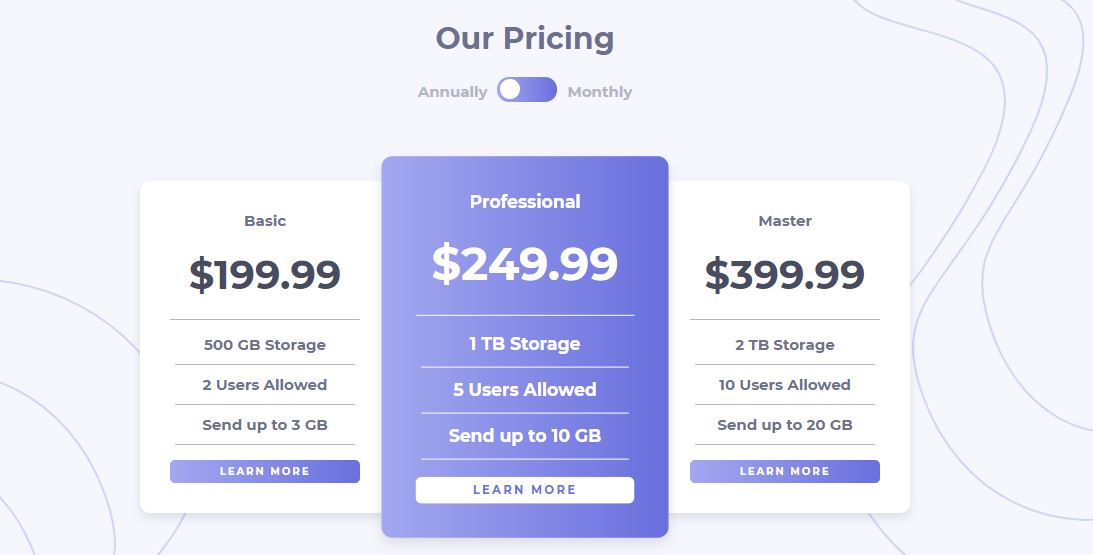 Our Pricing
Annually Monthly
Basic
$199.99
500 GB Storage
2 Users Allowed
Send up to 3 GB
LEARN MORE
Professional
$249.99
1 TB Storage
5 Users Allowed
Send up to 10 GB
LEARN MORE
Master
$399.99
2 TB Storage
10 Users Allowed
Send up to 20 GB
LEARN MORE